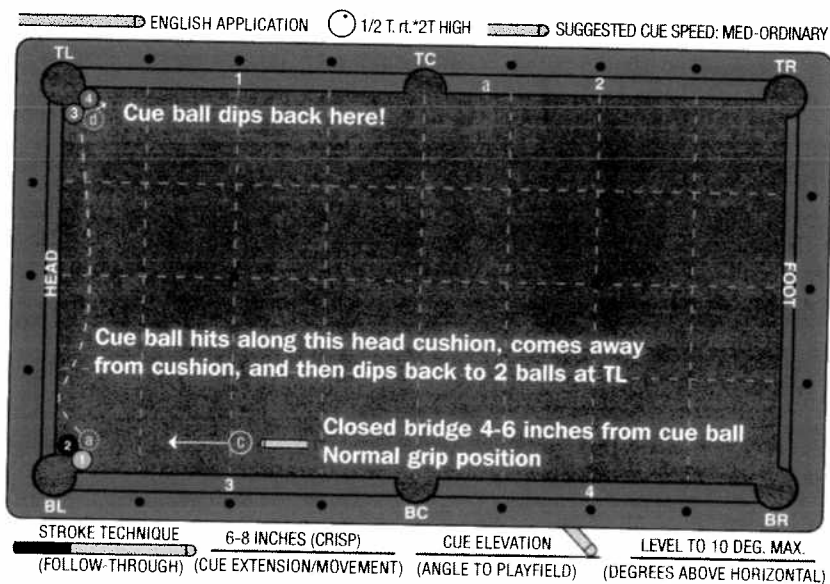 ENGLISH APPLICATION 1/2 T. rt.*2T HIGH SUGGESTED CUE SPEED: MED-ORDINARY
TL TC TR
1 a 2
4
3 d Cue ball dips back here!
HEAD FOOT
Cue ball hits along this head cushion, comes away
from cushion, and then dips back to 2 balls at TL
2 a C Closed bridge 4-6 inches from cue ball
1 Normal grip position
3 4
BL BC BR
STROKE TECHNIQUE 6-8 INCHES (CRISP) CUE ELEVATION LEVEL TO 10 DEG. MAX.
(FOLLOW-THROUGH) (CUE EXTENSION/MOVEMENT) (ANGLE TO PLAYFIELD) (DEGREES ABOVE HORIZONTAL)